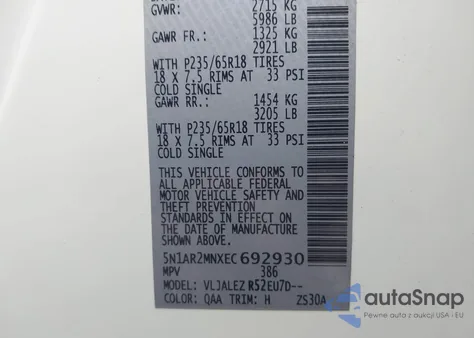 GVWR: 2715 KG
5986 LB
GAWR FR.: 1325 KG
2921 LB
WITH P235/65R18 TIRES
18 X 7.5 RIMS AT 33 PSI
COLD SINGLE
GAWR RR.: 1454 KG
3205 LB
WITH P235/65R18 TIRES
18 X 7.5 RIMS AT 33 PSI
COLD SINGLE
THIS VEHICLE CONFORMS TO
ALL APPLICABLE FEDERAL
MOTOR VEHICLE SAFETY AND
THEFT PREVENTION
STANDARDS IN EFFECT ON
THE DATE OF MANUFACTURE
SHOWN ABOVE.
5N1AR2MNXEC692930
MPV 386
MODEL: VLJALEZ R52EU7D--
COLOR: QAA TRIM: H ZS30A
autoSnap
Pewne auta z aukcji w USA i EU